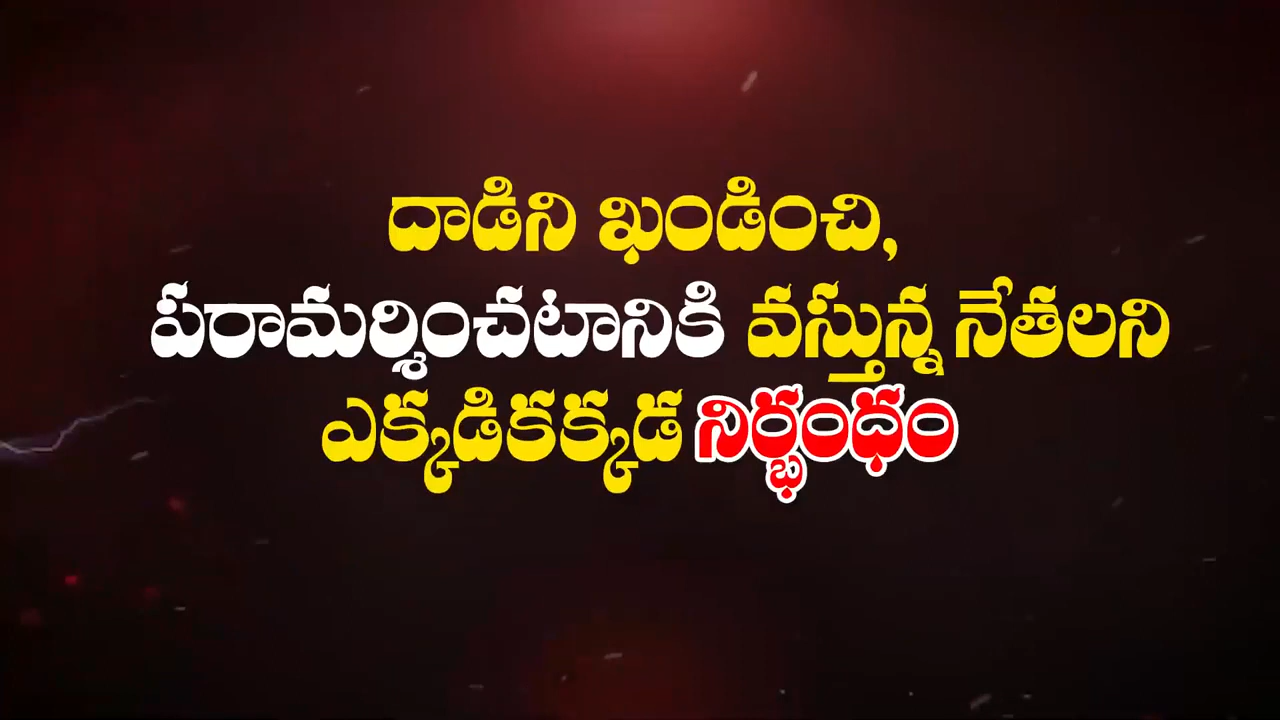 దాడిని ఖండించి,
పరామర్శించటానికి వస్తున్న నేతలని
ఎక్కడికక్కడ నిర్భంధం